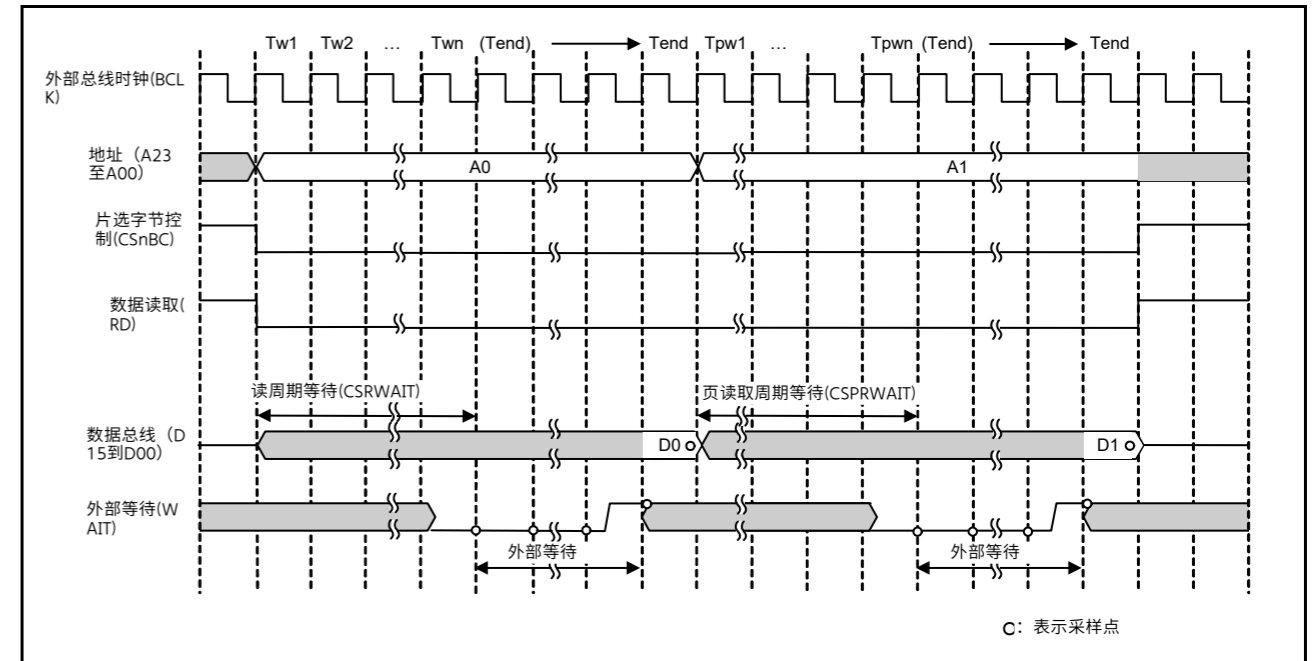 Tw1 Tw2 … Twn (Tend) Tend Tpw1 … Tpwn (Tend) Tend
外部总线时钟(BCL
K)
地址（A23
至A00）
A0 A1
片选字节控
制(CSnBC)
数据读取(
RD)
读周期等待(CSRWAIT) 页读取周期等待(CSPRWAIT)
数据总线（D
15到D00）
D0 D1
外部等待(W
AIT)
外部等待 外部等待
O：表示采样点